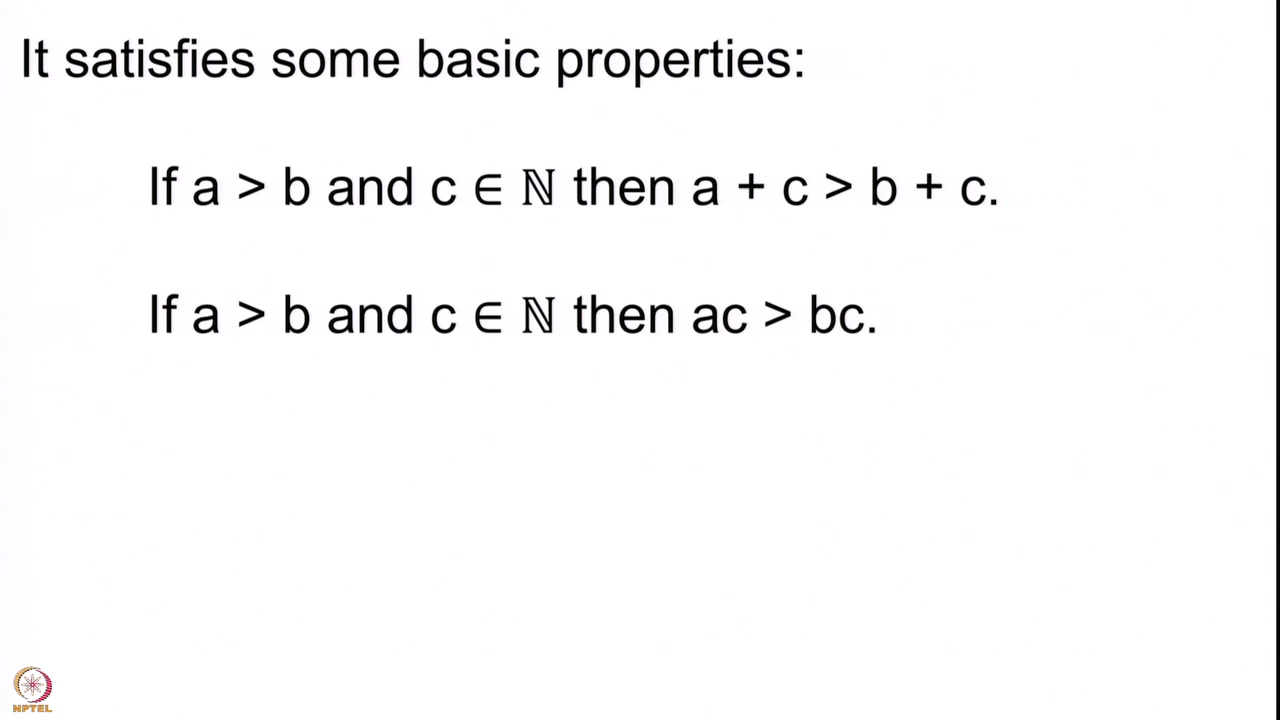 It satisfies some basic properties:
If a > b and c ∈ ℕ then a + c > b + c.
If a > b and c ∈ ℕ then ac > bc.
NPTEL